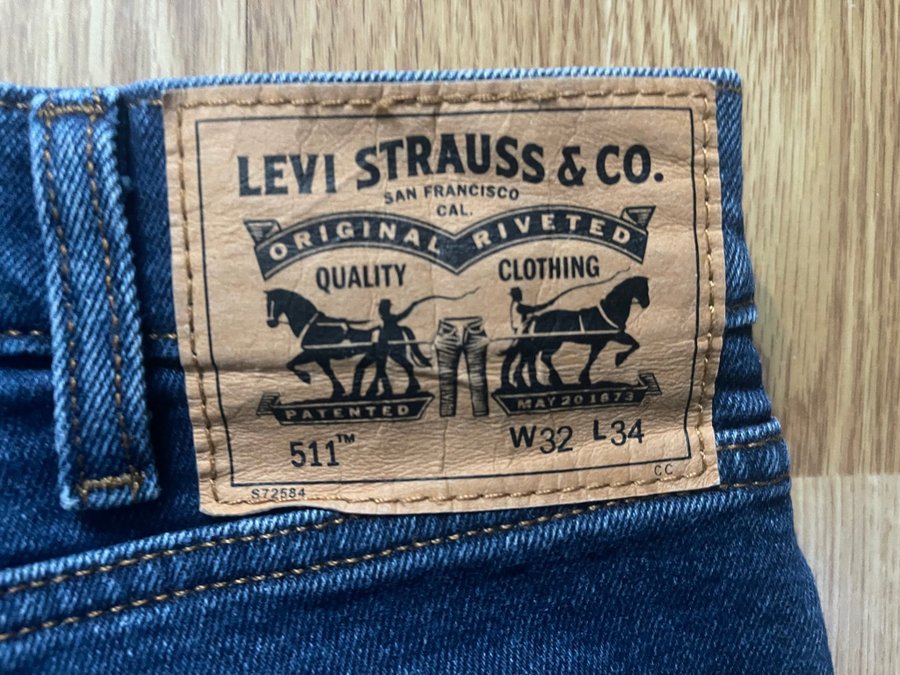 LEVI STRAUSS & CO.
SAN FRANCISCO
CAL.
ORIGINAL RIVETED
QUALITY CLOTHING
PATENTED MAY 20 1873
511™ W32 L34
S72584 CC